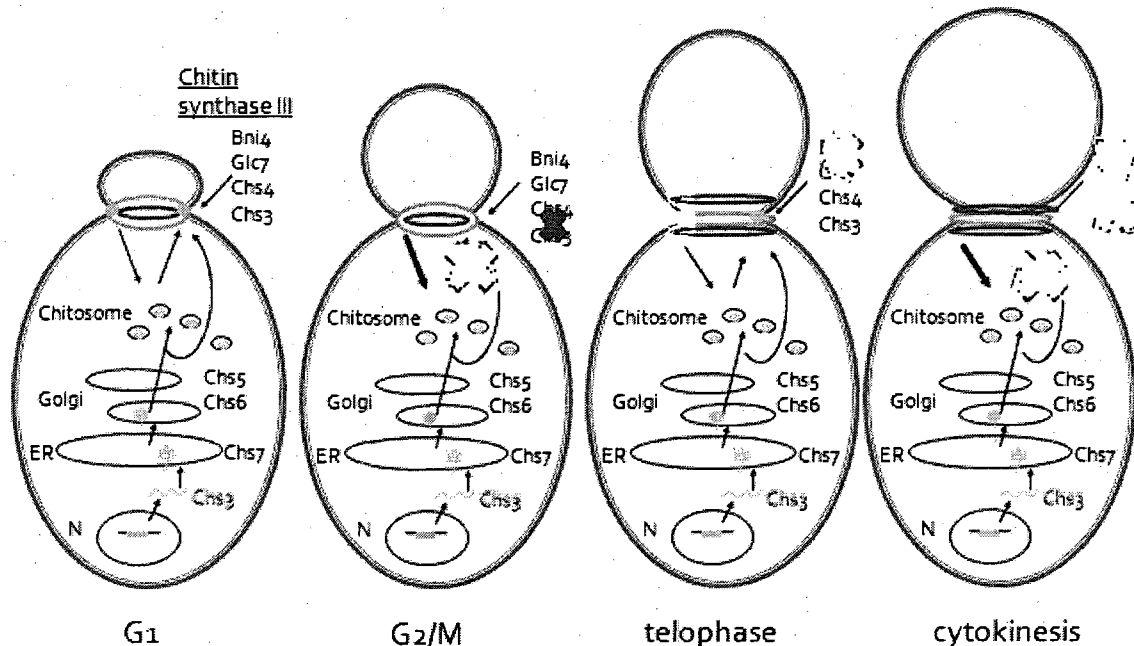 Chitin
synthase III
Bni4
Glc7
Chs4
Chs3
Chitosome
Golgi
Chs5
Chs6
ER
Chs7
Chs3
N
G1
Bni4
Glc7
Chs4
Chs3
Chitosome
Golgi
Chs5
Chs6
ER
Chs7
Chs3
N
G2/M
Chs4
Chs3
Chitosome
Golgi
Chs5
Chs6
ER
Chs7
Chs3
N
telophase
Chitosome
Golgi
Chs5
Chs6
ER
Chs7
Chs3
N
cytokinesis